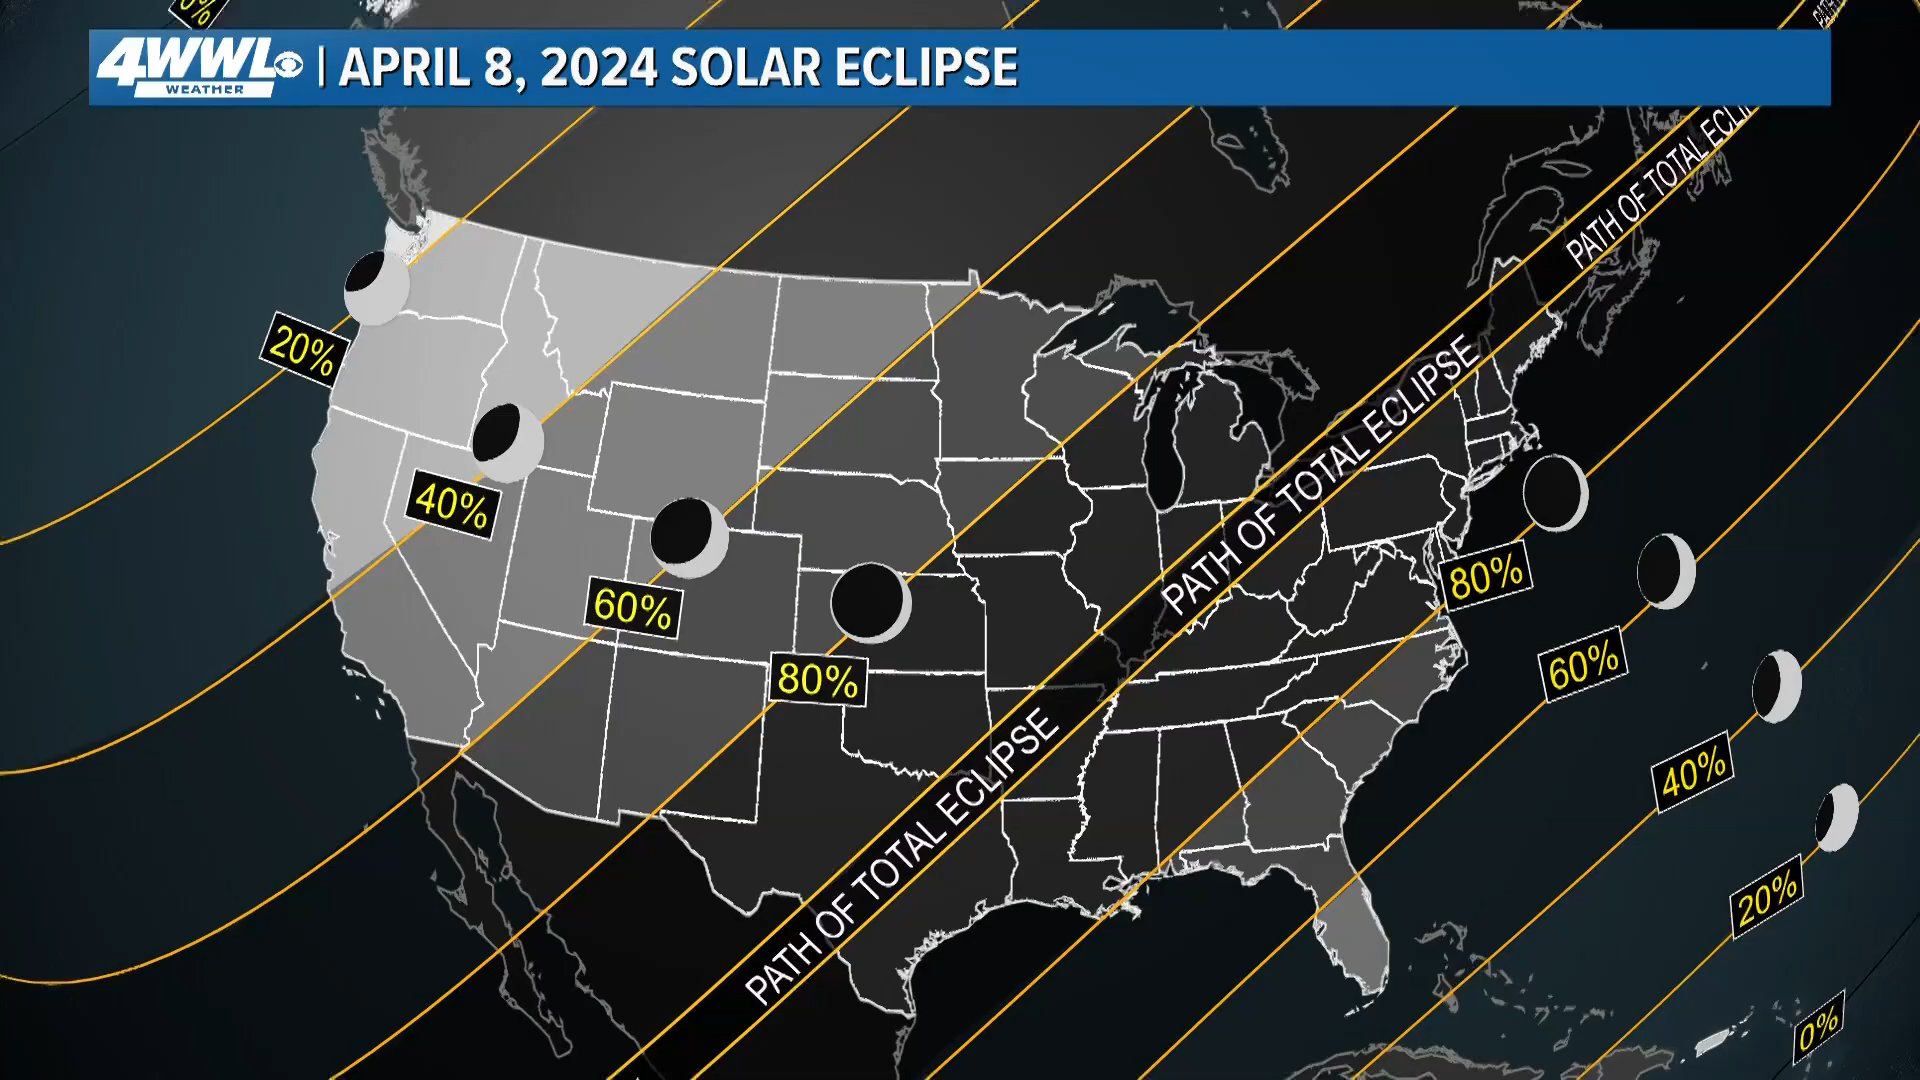 0%
4WWL | APRIL 8, 2024 SOLAR ECLIPSE
WEATHER
PATH OF TOTAL
20%
40%
60%
80%
PATH OF TOTAL ECLIPSE
PATH OF TOTAL ECLIPSE
80%
60%
40%
20%
0%